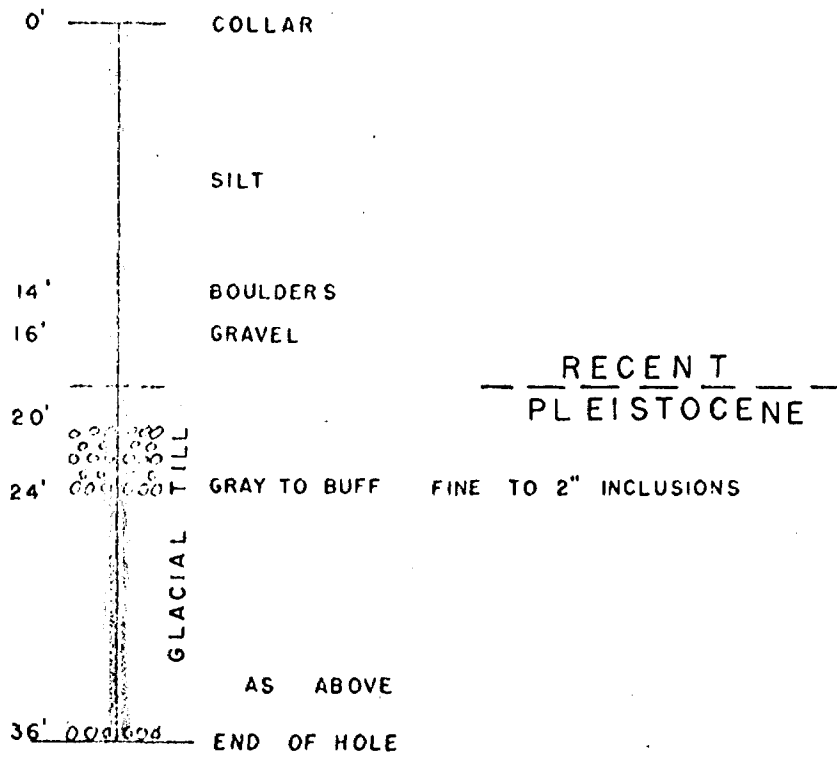 0' COLLAR
SILT
14' BOULDERS
16' GRAVEL
RECENT
PLEISTOCENE
20'
24' GRAY TO BUFF FINE TO 2" INCLUSIONS
GLACIAL TILL
AS ABOVE
36' END OF HOLE